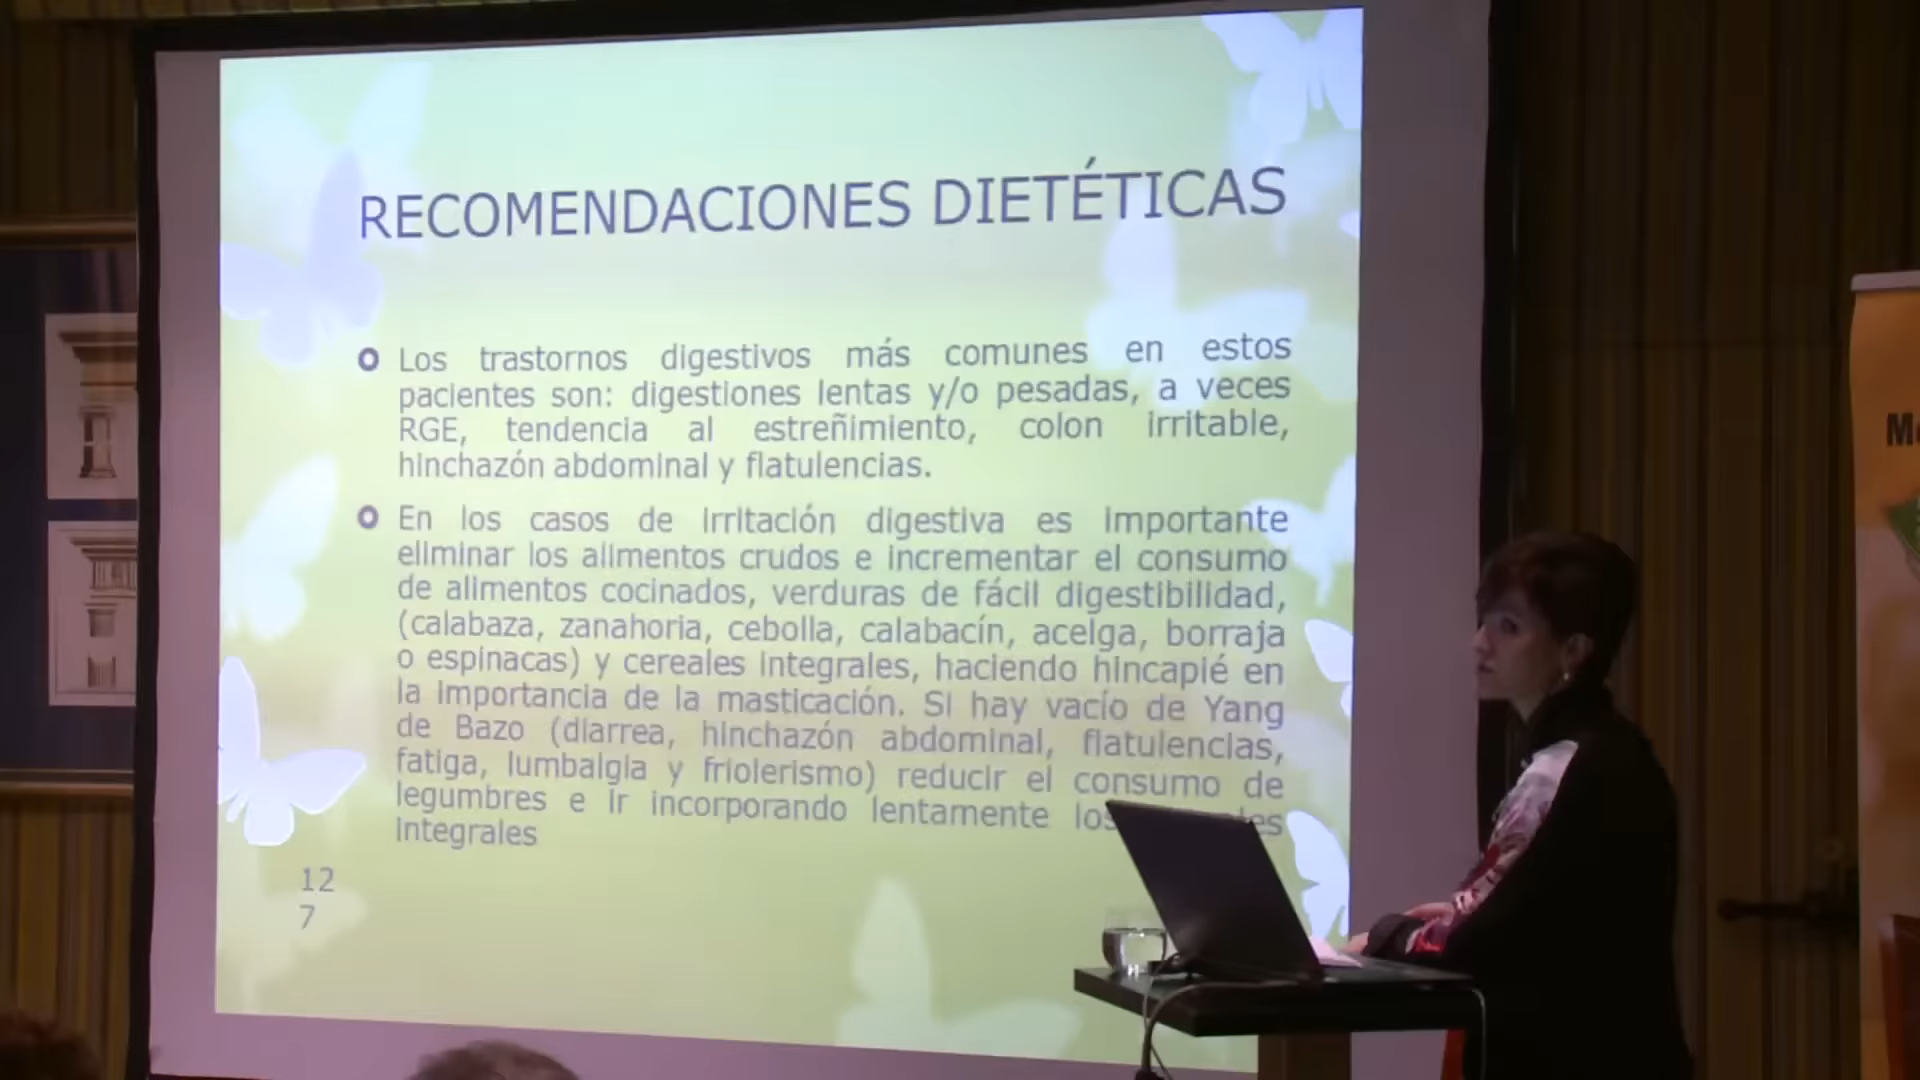 RECOMENDACIONES DIETÉTICAS
Los trastornos digestivos más comunes en estos
pacientes son: digestiones lentas y/o pesadas, a veces
RGE, tendencia al estreñimiento, colon irritable,
hinchazón abdominal y flatulencias.
En los casos de irritación digestiva es importante
eliminar los alimentos crudos e incrementar el consumo
de alimentos cocinados, verduras de fácil digestibilidad,
(calabaza, zanahoria, cebolla, calabacín, acelga, borraja
o espinacas) y cereales integrales, haciendo hincapié en
la importancia de la masticación. Si hay vacío de Yang
de Bazo (diarrea, hinchazón abdominal, flatulencias,
fatiga, lumbalgia y friolerismo) reducir el consumo de
legumbres e ir incorporando lentamente los
integrales
12
7